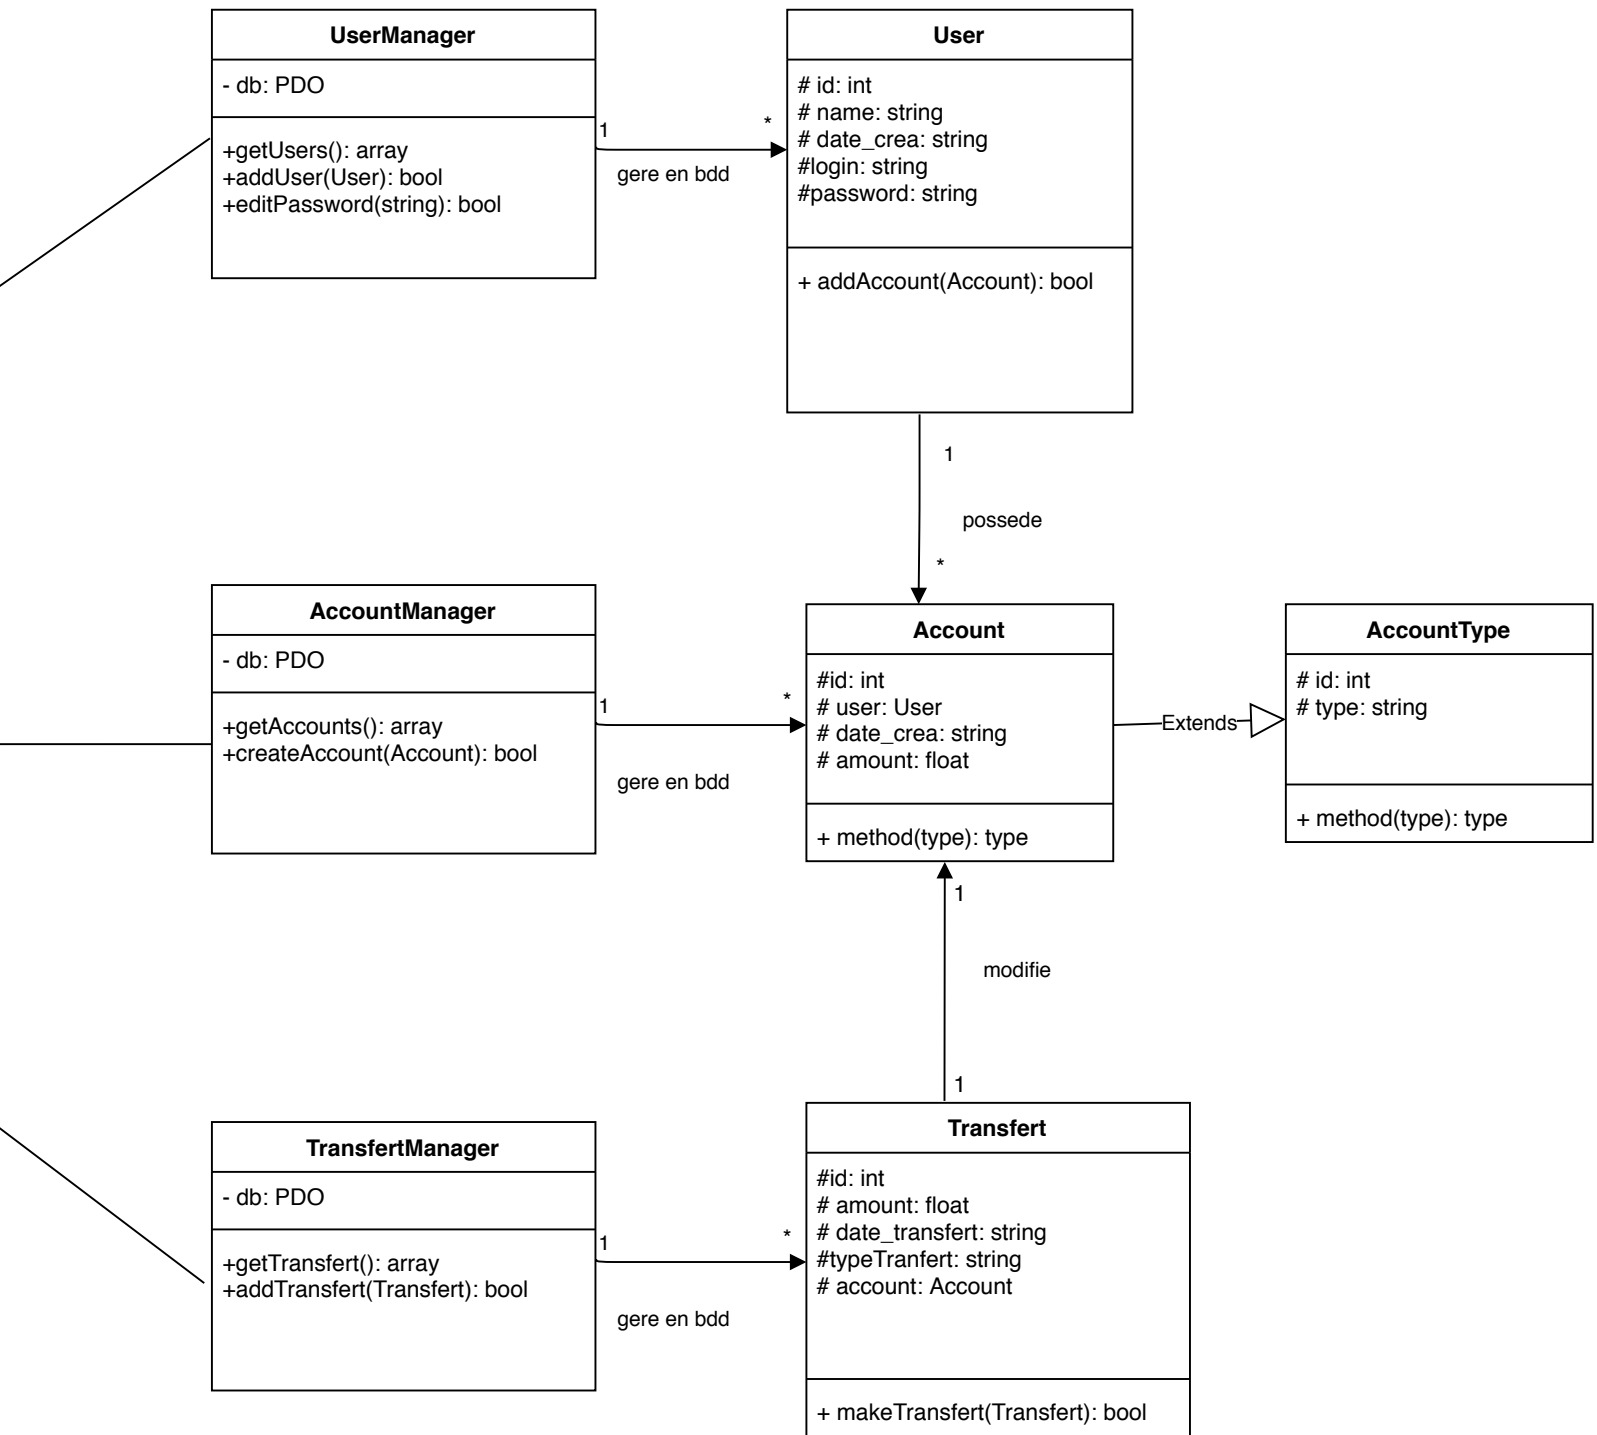 UserManager
- db: PDO
+getUsers(): array
+addUser(User): bool
+editPassword(string): bool
1
*
gere en bdd
User
# id: int
# name: string
# date_crea: string
#login: string
#password: string
+ addAccount(Account): bool
1
possede
*
AccountManager
- db: PDO
+getAccounts(): array
+createAccount(Account): bool
1
*
gere en bdd
Account
#id: int
# user: User
# date_crea: string
# amount: float
+ method(type): type
Extends
AccountType
# id: int
# type: string
+ method(type): type
1
modifie
1
TransfertManager
- db: PDO
+getTransfert(): array
+addTransfert(Transfert): bool
1
*
gere en bdd
Transfert
#id: int
# amount: float
# date_transfert: string
#typeTranfert: string
# account: Account
+ makeTransfert(Transfert): bool